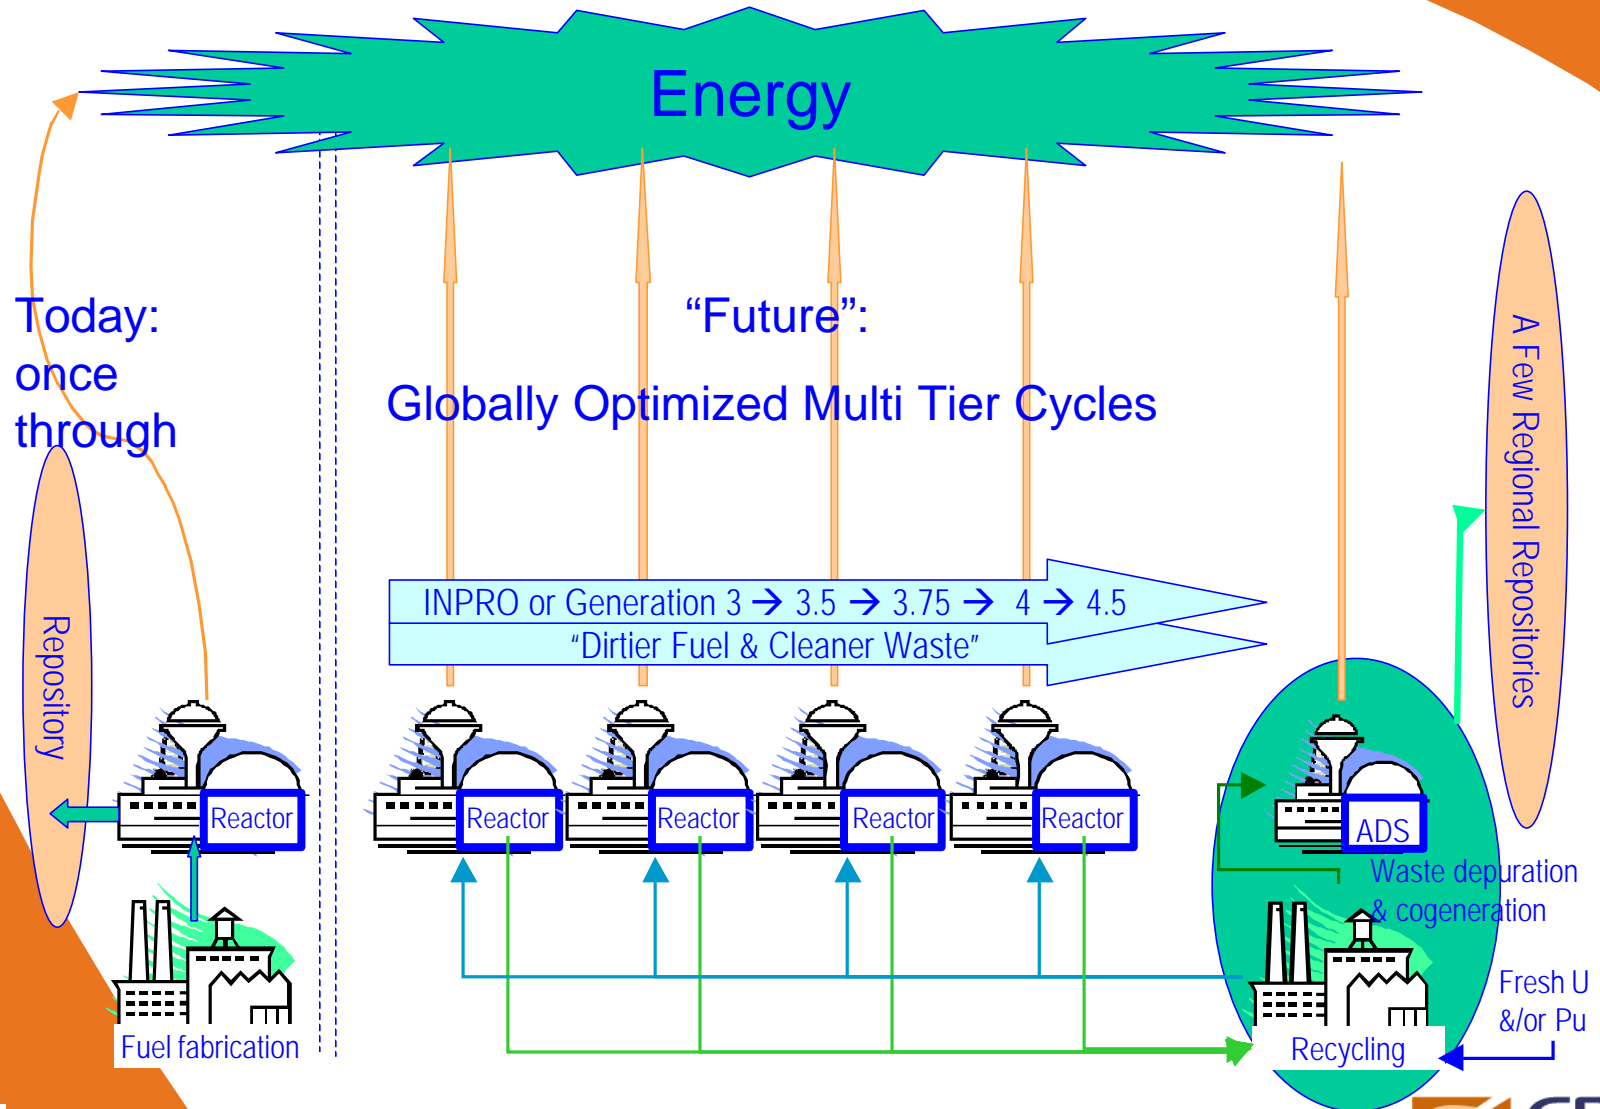 Energy
Today:
once
through
“Future”:
Globally Optimized Multi Tier Cycles
A Few Regional Repositories
INPRO or Generation 3 → 3.5 → 3.75 → 4 → 4.5
“Dirtier Fuel & Cleaner Waste”
Repository
Reactor
Reactor
Reactor
Reactor
Reactor
ADS
Waste depuration
& cogeneration
Fresh U
&/or Pu
Fuel fabrication
Recycling